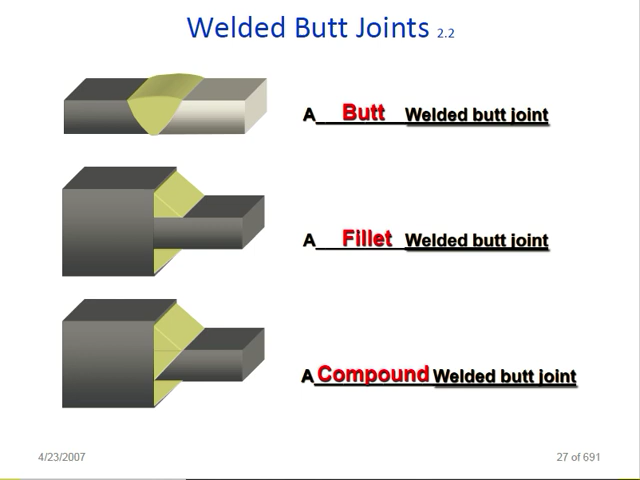 Welded Butt Joints 2.2
A Butt Welded butt joint
A Fillet Welded butt joint
A Compound Welded butt joint
4/23/2007
27 of 691